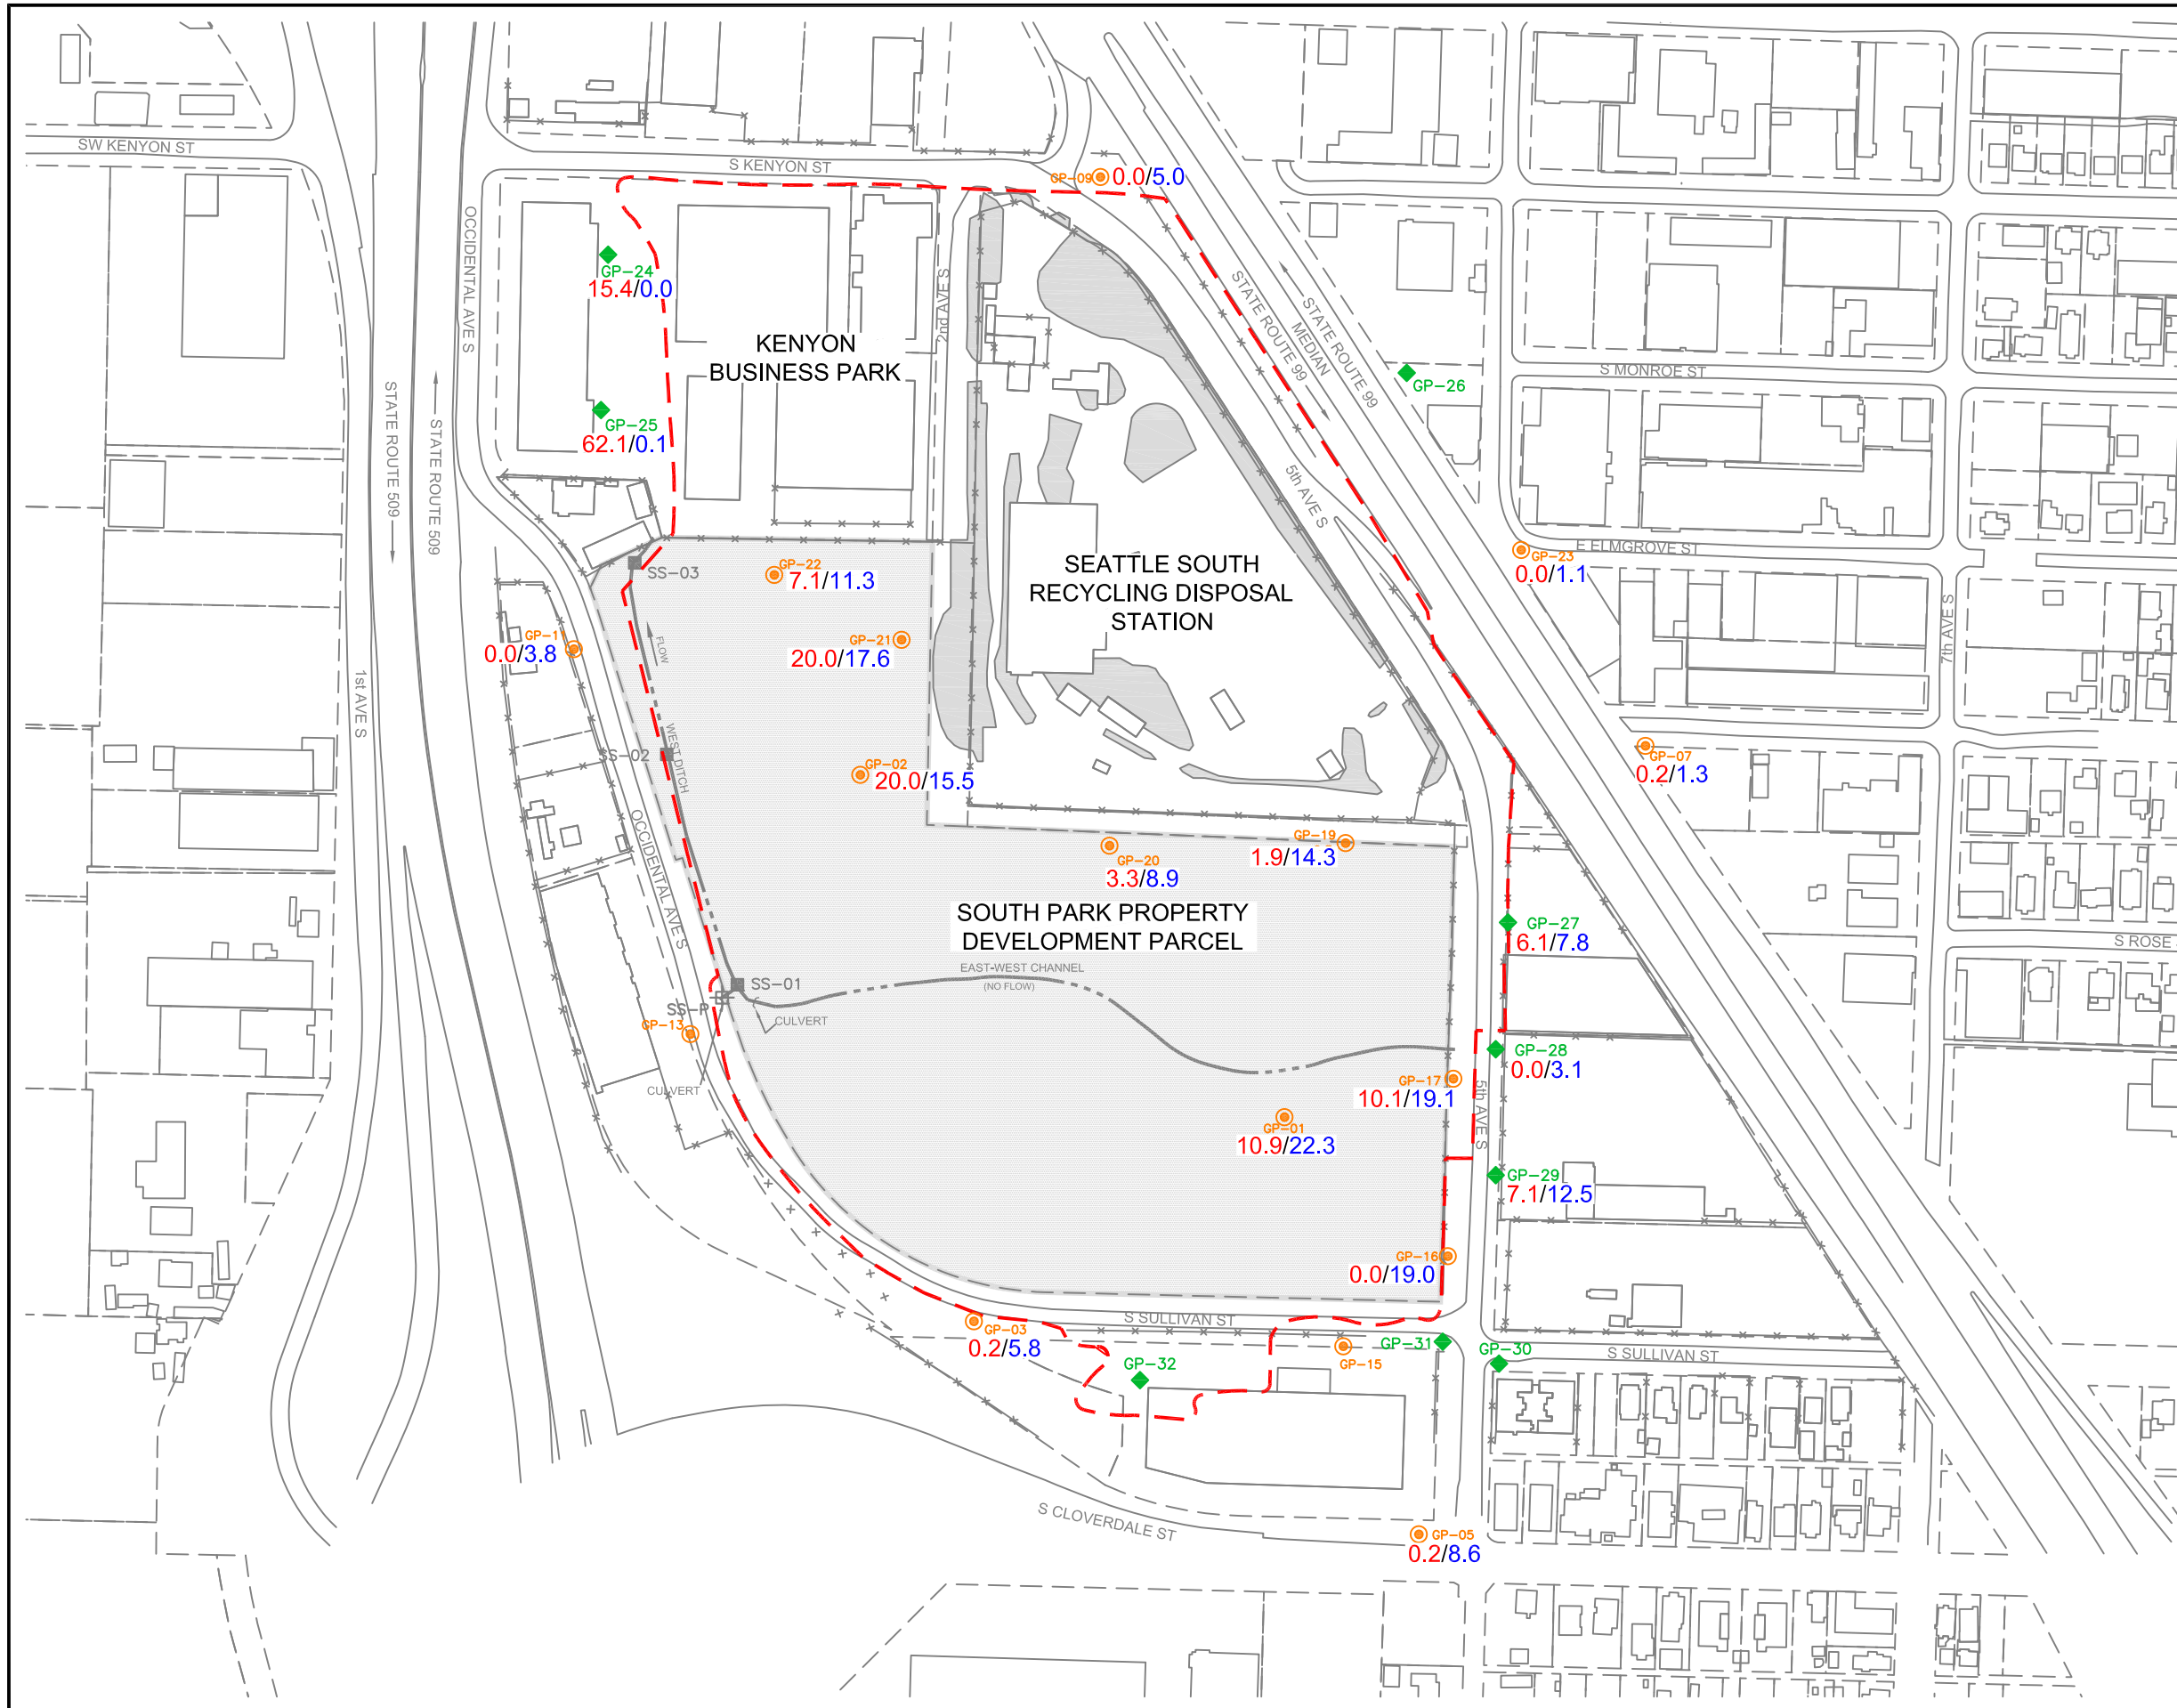 SW KENYON ST
S KENYON ST
GP-09 0.0/5.0
OCCIDENTAL AVE S
GP-24
15.4/0.0
2nd AVE S
STATE ROUTE 99
MEDIAN
STATE ROUTE 99
KENYON
BUSINESS PARK
S MONROE ST
GP-26
STATE ROUTE 509
STATE ROUTE 509
GP-25
62.1/0.1
5th AVE S
SEATTLE SOUTH
RECYCLING DISPOSAL
STATION
E ELMGROVE ST
GP-23
0.0/1.1
SS-03
GP-22
7.1/11.3
7th AVE S
GP-11
0.0/3.8
FLOW
GP-21
20.0/17.6
1st AVE S
SS-02
WEST DITCH
GP-02
20.0/15.5
GP-07
0.2/1.3
OCCIDENTAL AVE S
GP-19
1.9/14.3
GP-20
3.3/8.9
SOUTH PARK PROPERTY
DEVELOPMENT PARCEL
GP-27
6.1/7.8
S ROSE
EAST-WEST CHANNEL
(NO FLOW)
SS-01
SS-P
CULVERT
GP-13
GP-28
0.0/3.1
CULVERT
GP-17
10.1/19.1
5th AVE S
GP-01
10.9/22.3
GP-29
7.1/12.5
GP-16
0.0/19.0
S SULLIVAN ST
GP-03
0.2/5.8
GP-31
GP-15
GP-30
S SULLIVAN ST
GP-32
S CLOVERDALE ST
GP-05
0.2/8.6